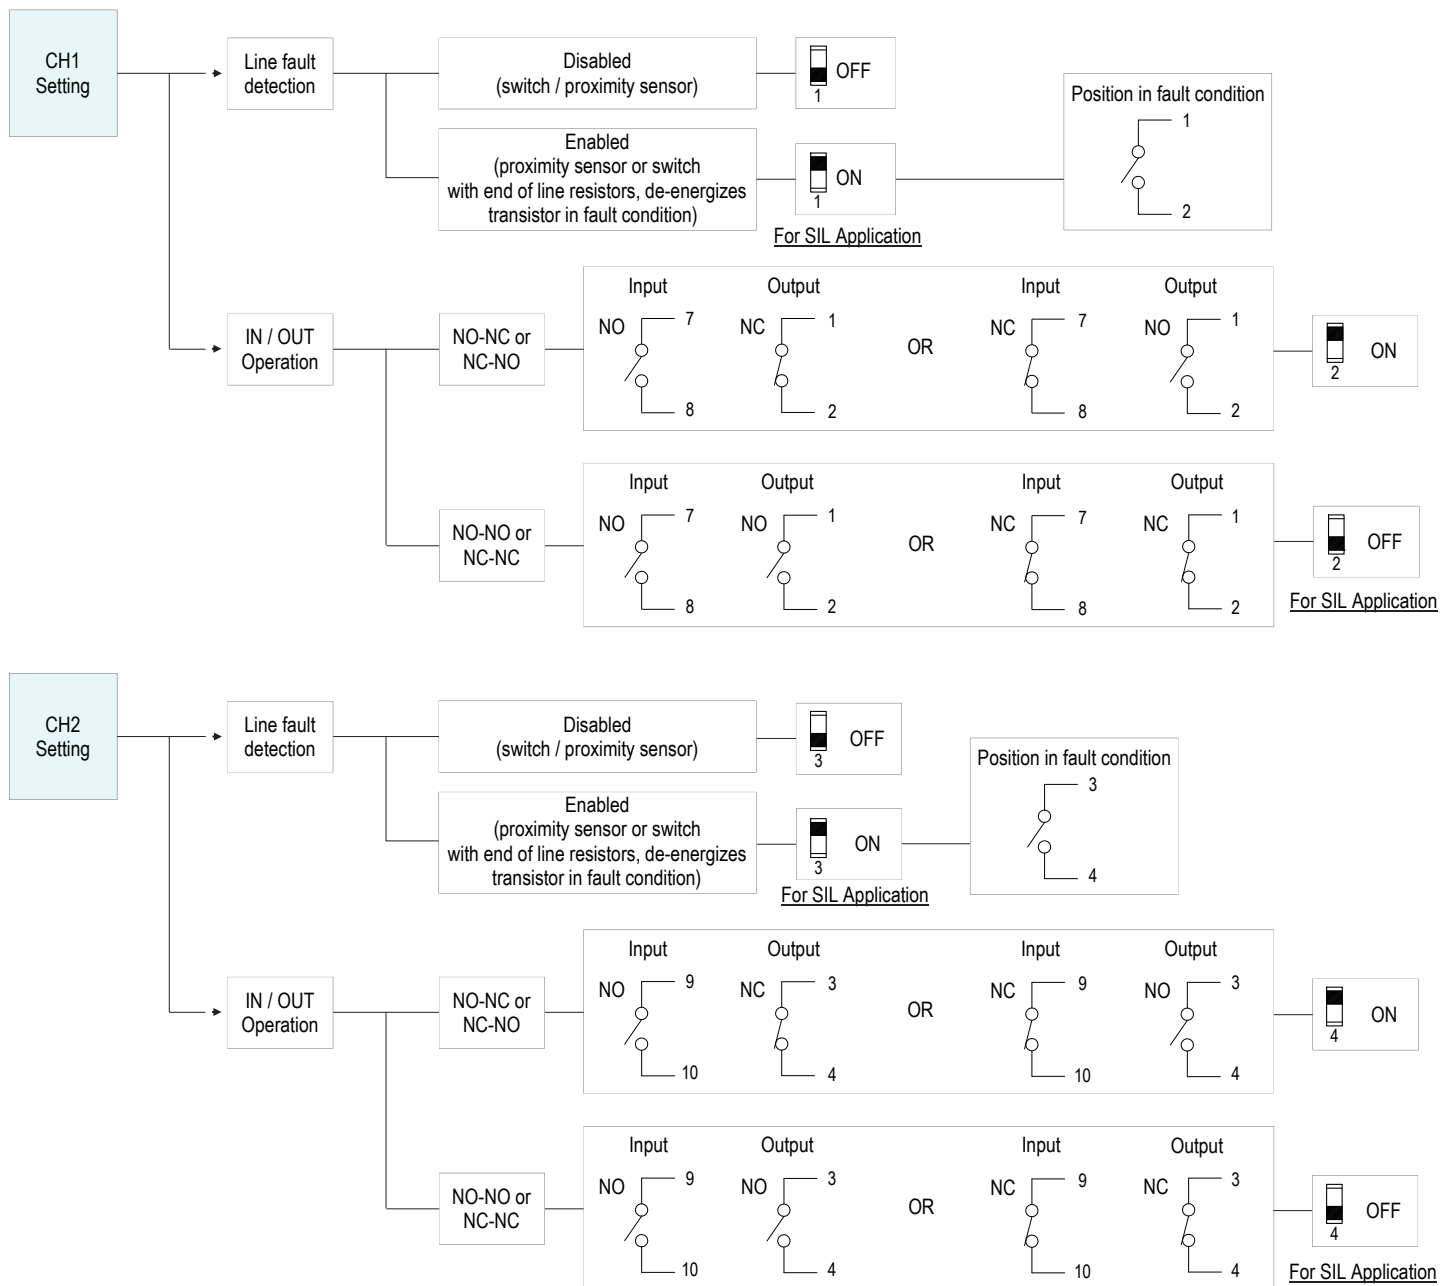 CH1
Setting
Line fault
detection
Disabled
(switch / proximity sensor)
1
OFF
Enabled
(proximity sensor or switch
with end of line resistors, de-energizes
transistor in fault condition)
1
ON
For SIL Application
Position in fault condition
1
2
IN / OUT
Operation
NO-NC or
NC-NO
Input
NO
7
8
Output
NC
1
2
OR
Input
NC
7
8
Output
NO
1
2
2
ON
NO-NO or
NC-NC
Input
NO
7
8
Output
NO
1
2
OR
Input
NC
7
8
Output
NC
1
2
2
OFF
For SIL Application
CH2
Setting
Line fault
detection
Disabled
(switch / proximity sensor)
3
OFF
Enabled
(proximity sensor or switch
with end of line resistors, de-energizes
transistor in fault condition)
3
ON
For SIL Application
Position in fault condition
3
4
IN / OUT
Operation
NO-NC or
NC-NO
Input
NO
9
10
Output
NC
3
4
OR
Input
NC
9
10
Output
NO
3
4
4
ON
NO-NO or
NC-NC
Input
NO
9
10
Output
NO
3
4
OR
Input
NC
9
10
Output
NC
3
4
4
OFF
For SIL Application